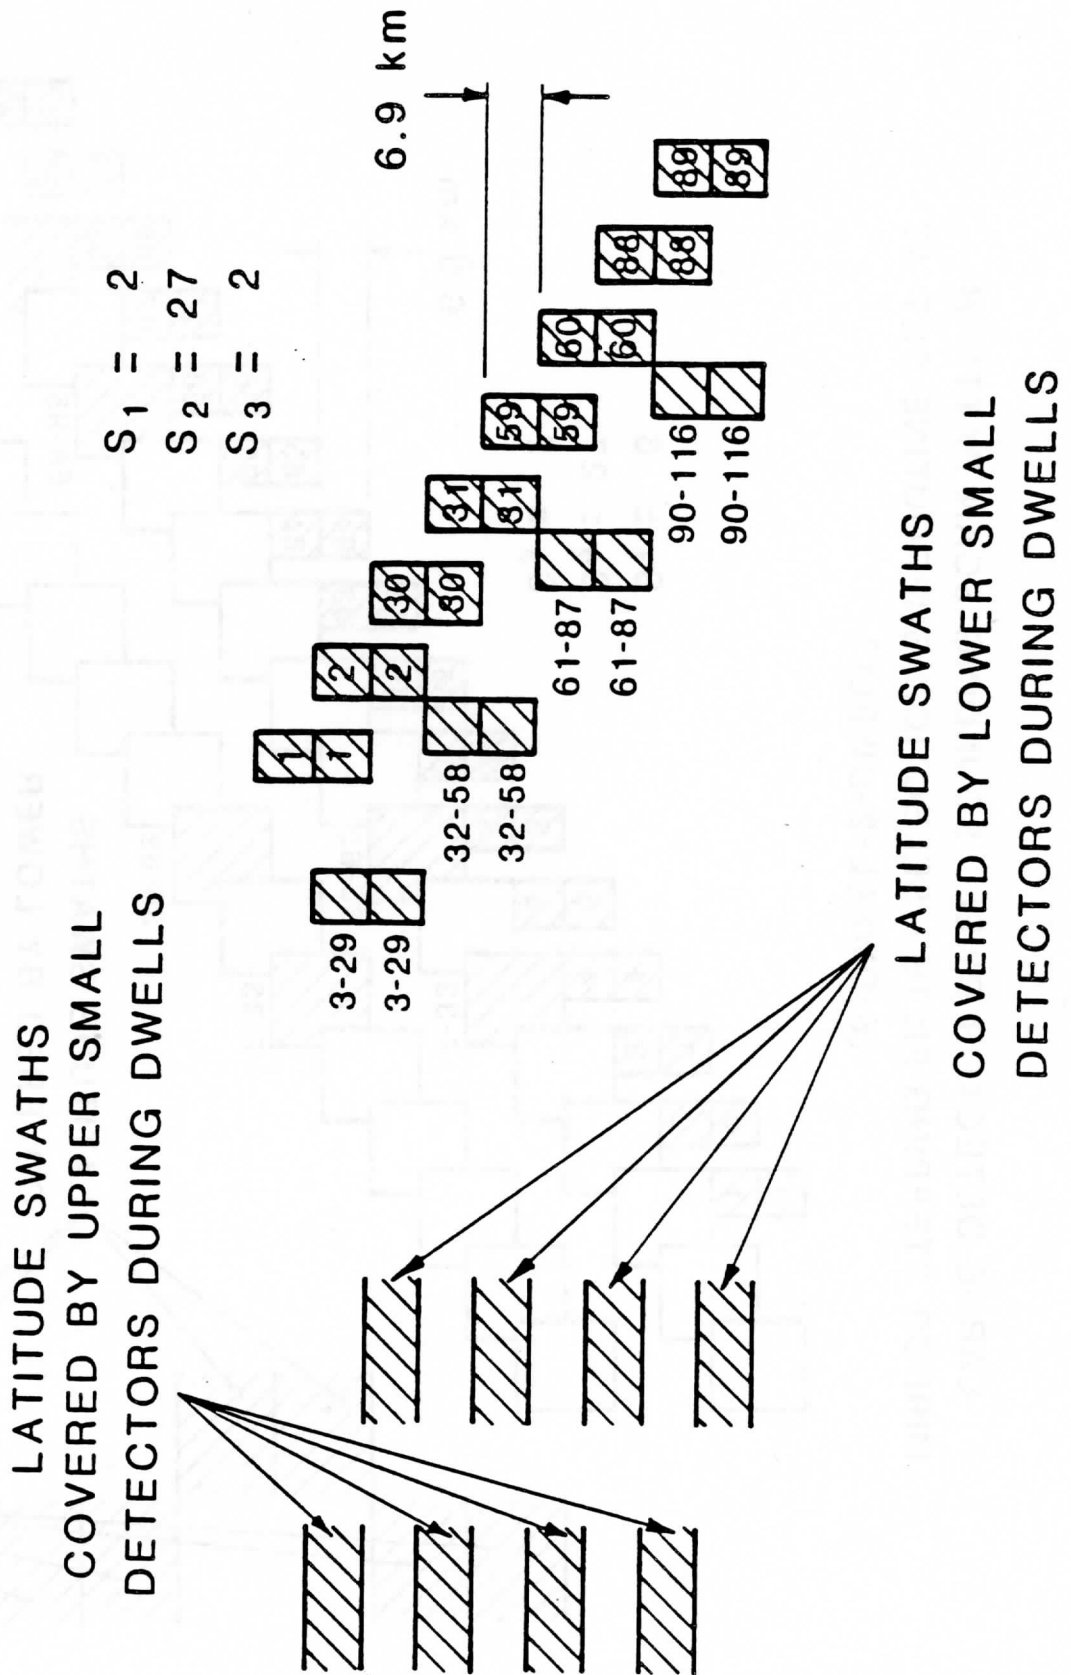 LATITUDE SWATHS
COVERED BY UPPER SMALL
DETECTORS DURING DWELLS
S1 = 2
S2 = 27
S3 = 2
6.9 km
1
1
2
2
30
30
31
31
59
59
60
60
88
88
89
89
3-29
3-29
32-58
32-58
61-87
61-87
90-116
90-116
LATITUDE SWATHS
COVERED BY LOWER SMALL
DETECTORS DURING DWELLS